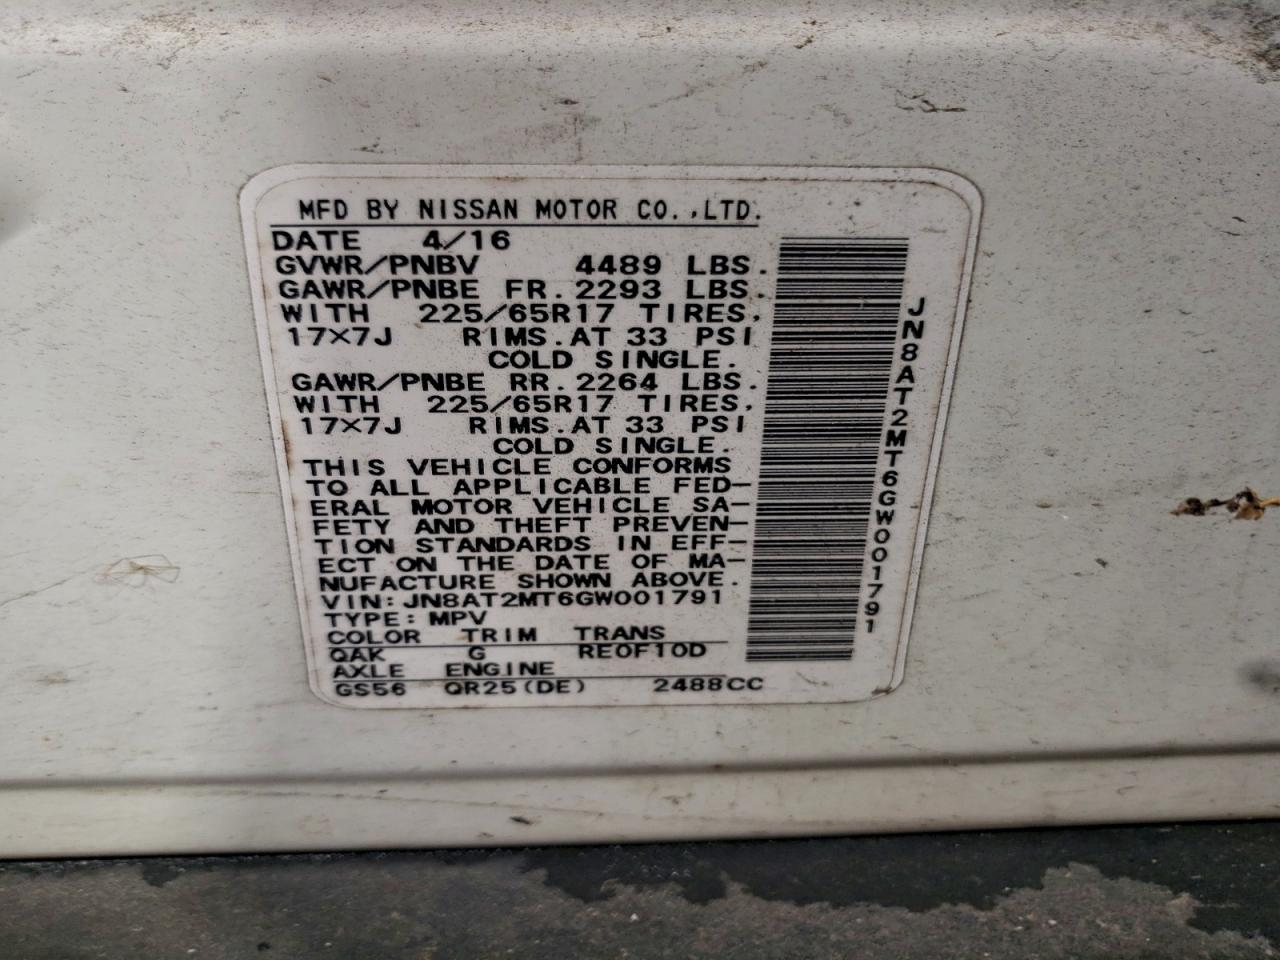 MFD BY NISSAN MOTOR CO.,LTD.
DATE 4/16
GVWR/PNBV 4489 LBS.
GAWR/PNBE FR. 2293 LBS.
WITH 225/65R17 TIRES,
17×7J RIMS.AT 33 PSI
COLD SINGLE.
GAWR/PNBE RR. 2264 LBS.
WITH 225/65R17 TIRES,
17×7J RIMS.AT 33 PSI
COLD SINGLE.
THIS VEHICLE CONFORMS
TO ALL APPLICABLE FED-
ERAL MOTOR VEHICLE SA-
FETY AND THEFT PREVEN-
TION STANDARDS IN EFF-
ECT ON THE DATE OF MA-
NUFACTURE SHOWN ABOVE.
VIN:JN8AT2MT6GW001791
TYPE:MPV
COLOR TRIM TRANS
QAK G RE0F10D
AXLE ENGINE
GS56 QR25(DE) 2488CC
JN8AT2MT6GW001791